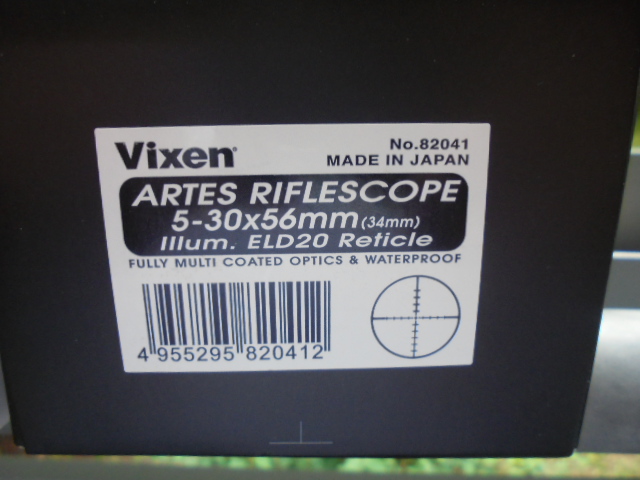 Vixen
No.82041
MADE IN JAPAN
ARTES RIFLESCOPE
5-30x56mm (34mm)
Illum. ELD20 Reticle
FULLY MULTI COATED OPTICS & WATERPROOF
4 955295 820412